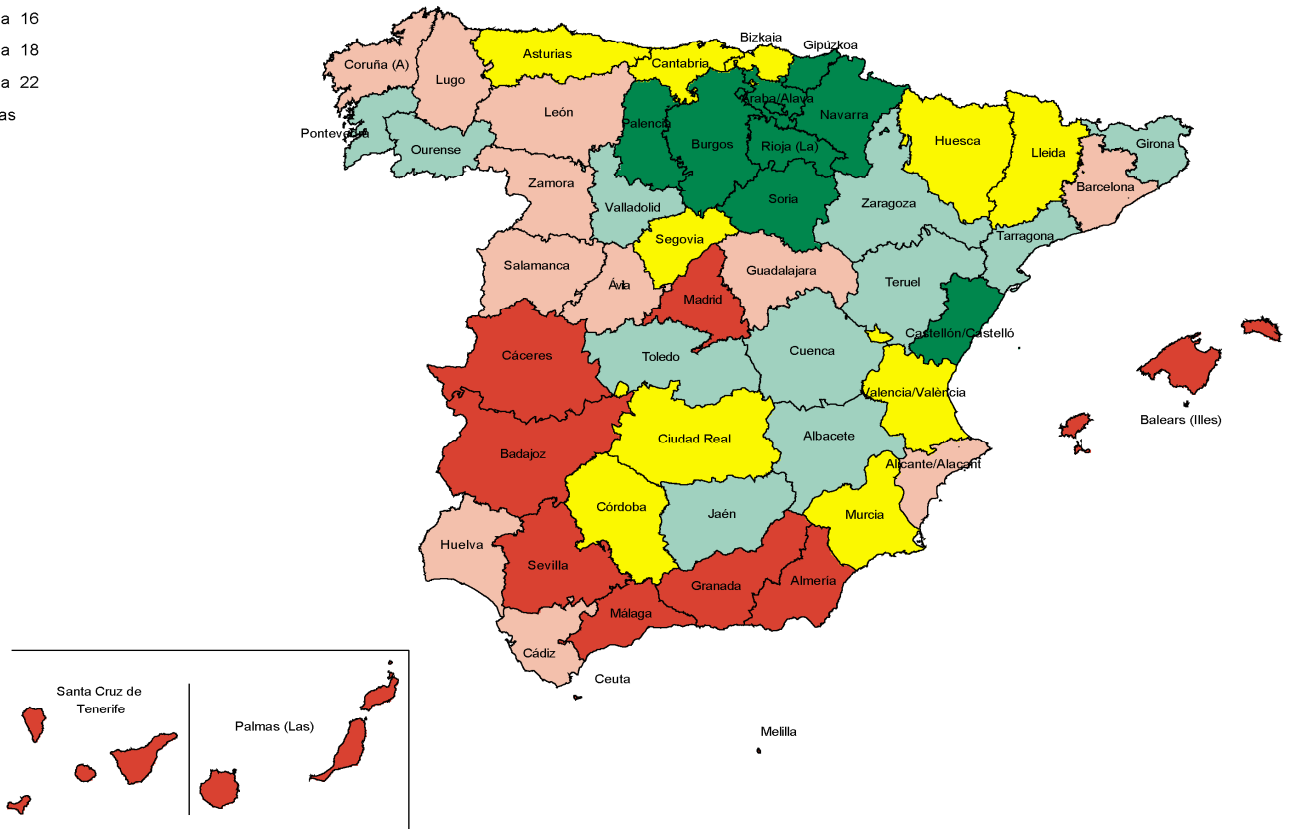 a 16
a 18
a 22
as
Bizkaia
Gipúzkoa
Asturias
Cantabria
Coruña (A)
Lugo
León
Palencia
Burgos
Araba/Alava
Navarra
Rioja (La)
Huesca
Lleida
Girona
Pontevedra
Ourense
Zamora
Valladolid
Soria
Zaragoza
Barcelona
Segovia
Tarragona
Salamanca
Ávila
Madrid
Guadalajara
Teruel
Castellón/Castelló
Cáceres
Toledo
Cuenca
Valencia/València
Balears (Illes)
Badajoz
Ciudad Real
Albacete
Alicante/Alacant
Córdoba
Jaén
Murcia
Huelva
Sevilla
Granada
Almería
Málaga
Cádiz
Ceuta
Melilla
Santa Cruz de
Tenerife
Palmas (Las)